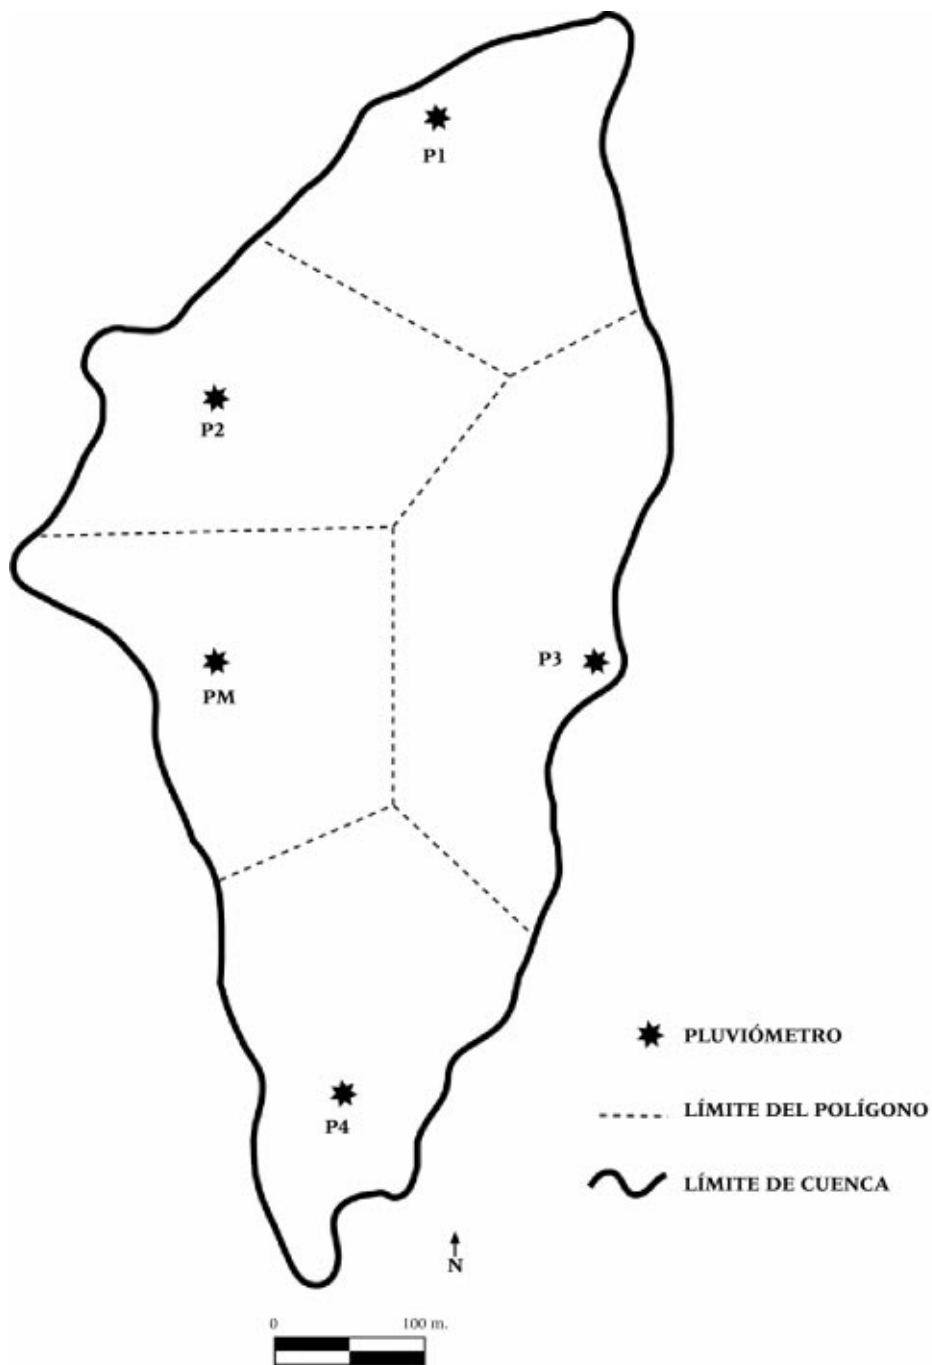 P1
P2
P3
PM
PLUVIÓMETRO
LÍMITE DEL POLÍGONO
P4
LÍMITE DE CUENCA
N
0 100 m.